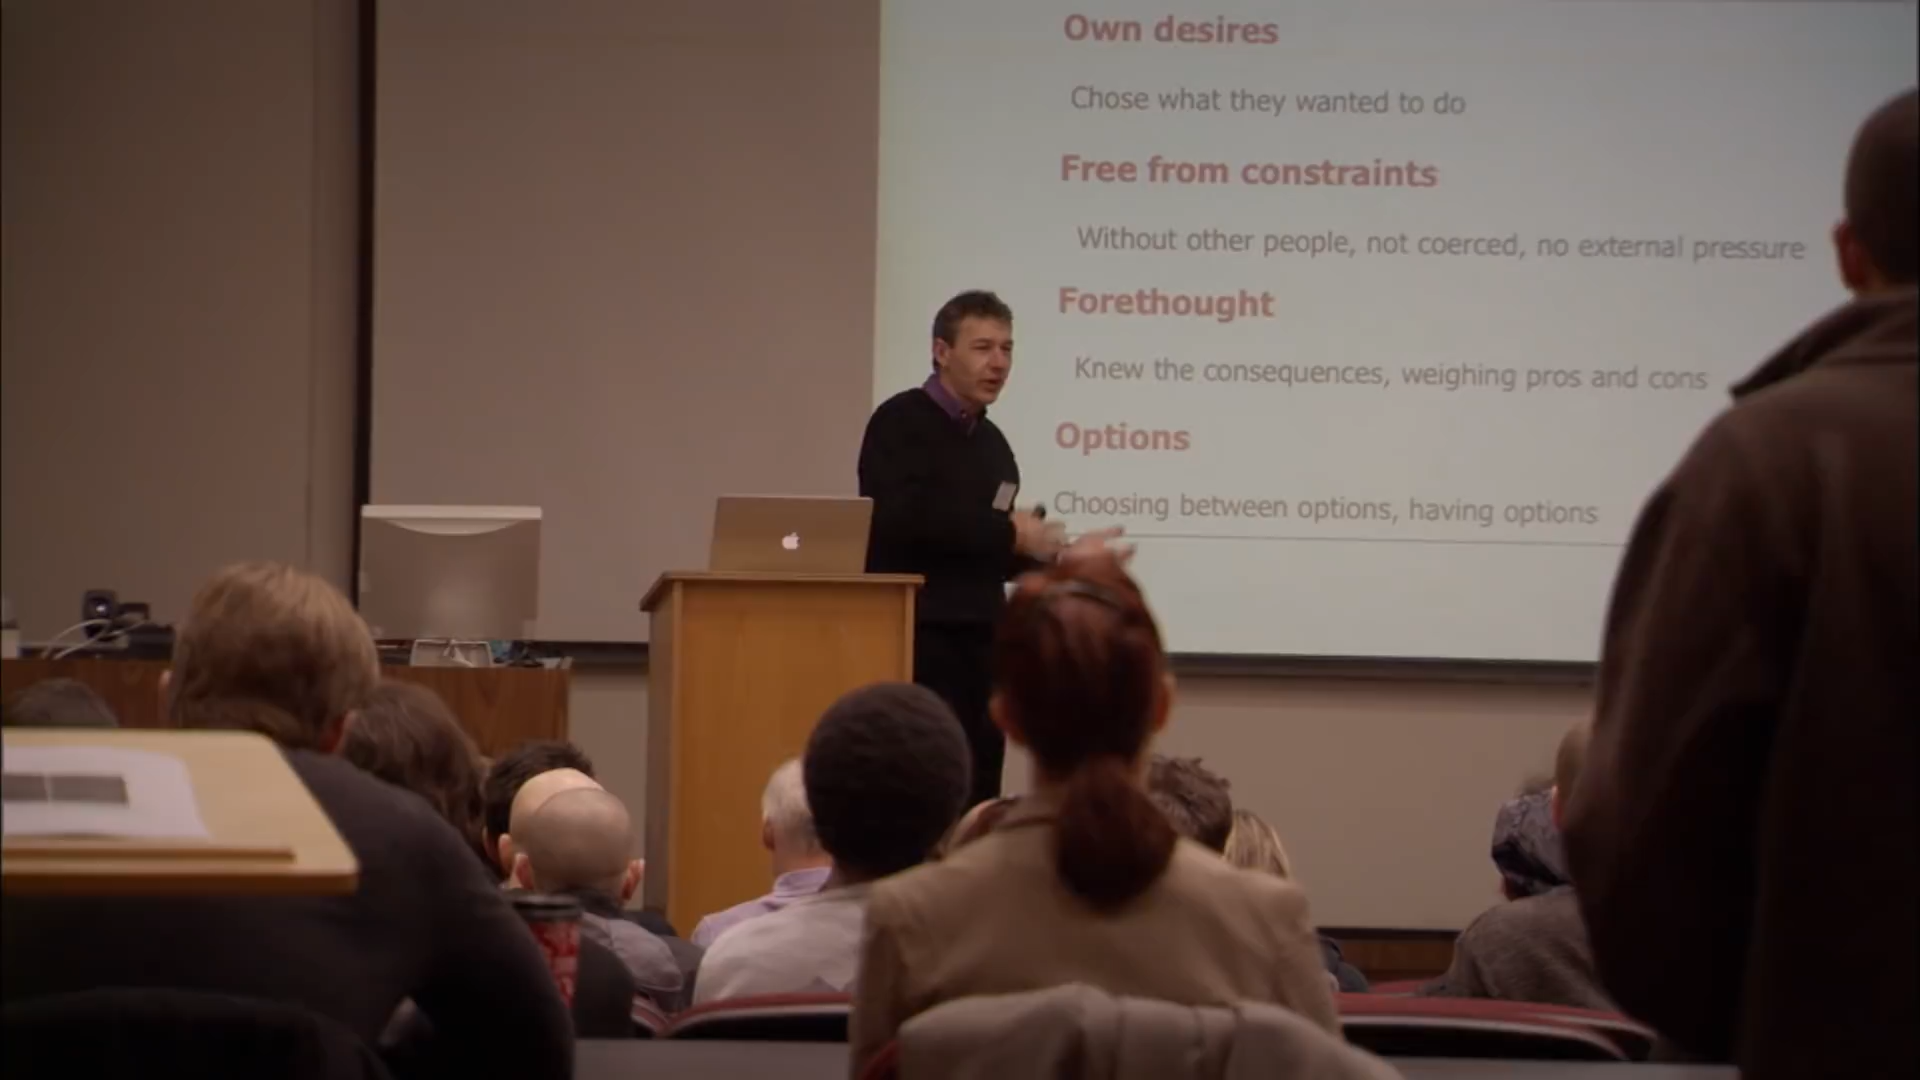 Own desires
Chose what they wanted to do
Free from constraints
Without other people, not coerced, no external pressure
Forethought
Knew the consequences, weighing pros and cons
Options
Choosing between options, having options